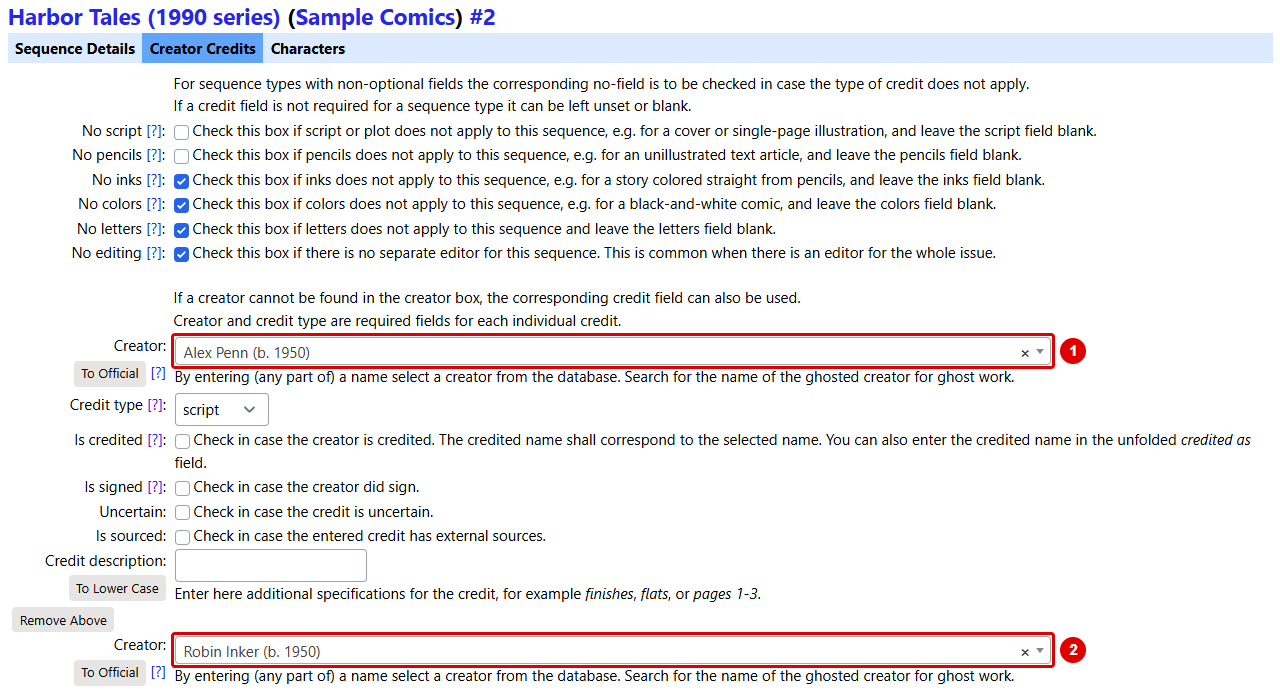 Harbor Tales (1990 series) (Sample Comics) #2
Sequence Details Creator Credits Characters
For sequence types with non-optional fields the corresponding no-field is to be checked in case the type of credit does not apply.
If a credit field is not required for a sequence type it can be left unset or blank.
No script [?]: Check this box if script or plot does not apply to this sequence, e.g. for a cover or single-page illustration, and leave the script field blank.
No pencils [?]: Check this box if pencils does not apply to this sequence, e.g. for an unillustrated text article, and leave the pencils field blank.
No inks [?]: Check this box if inks does not apply to this sequence, e.g. for a story colored straight from pencils, and leave the inks field blank.
No colors [?]: Check this box if colors does not apply to this sequence, e.g. for a black-and-white comic, and leave the colors field blank.
No letters [?]: Check this box if letters does not apply to this sequence and leave the letters field blank.
No editing [?]: Check this box if there is no separate editor for this sequence. This is common when there is an editor for the whole issue.
If a creator cannot be found in the creator box, the corresponding credit field can also be used.
Creator and credit type are required fields for each individual credit.
Creator: Alex Penn (b. 1950) × 1
To Official [?] By entering (any part of) a name select a creator from the database. Search for the name of the ghosted creator for ghost work.
Credit type [?]: script
Is credited [?]: Check in case the creator is credited. The credited name shall correspond to the selected name. You can also enter the credited name in the unfolded credited as
field.
Is signed [?]: Check in case the creator did sign.
Uncertain: Check in case the credit is uncertain.
Is sourced: Check in case the entered credit has external sources.
Credit description:
To Lower Case Enter here additional specifications for the credit, for example finishes, flats, or pages 1-3.
Remove Above
Creator: Robin Inker (b. 1950) × 2
To Official [?] By entering (any part of) a name select a creator from the database. Search for the name of the ghosted creator for ghost work.